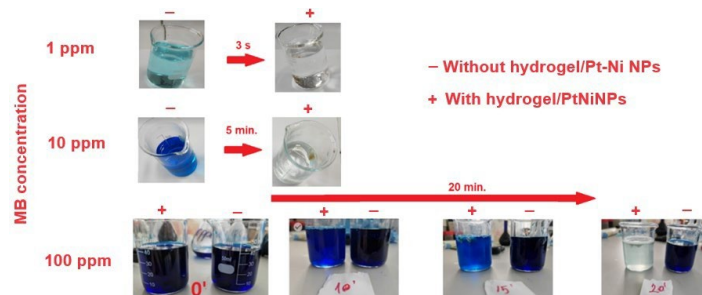 MB concentration
1 ppm
−
+
3 s
− Without hydrogel/Pt-Ni NPs
+ With hydrogel/PtNiNPs
10 ppm
−
+
5 min.
20 min.
100 ppm
+ −
+ −
+ −
+ −
0'
10'
15'
20'